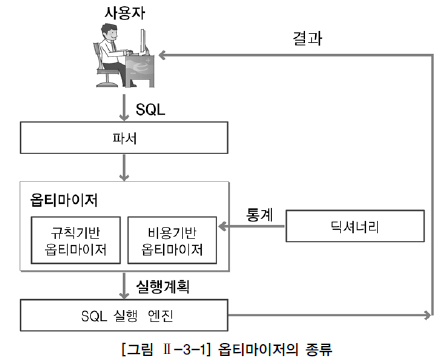 사용자
결과
SQL
파서
옵티마이저
규칙기반
옵티마이저
비용기반
옵티마이저
통계
딕셔너리
실행계획
SQL 실행 엔진
[그림 Ⅱ-3-1] 옵티마이저의 종류